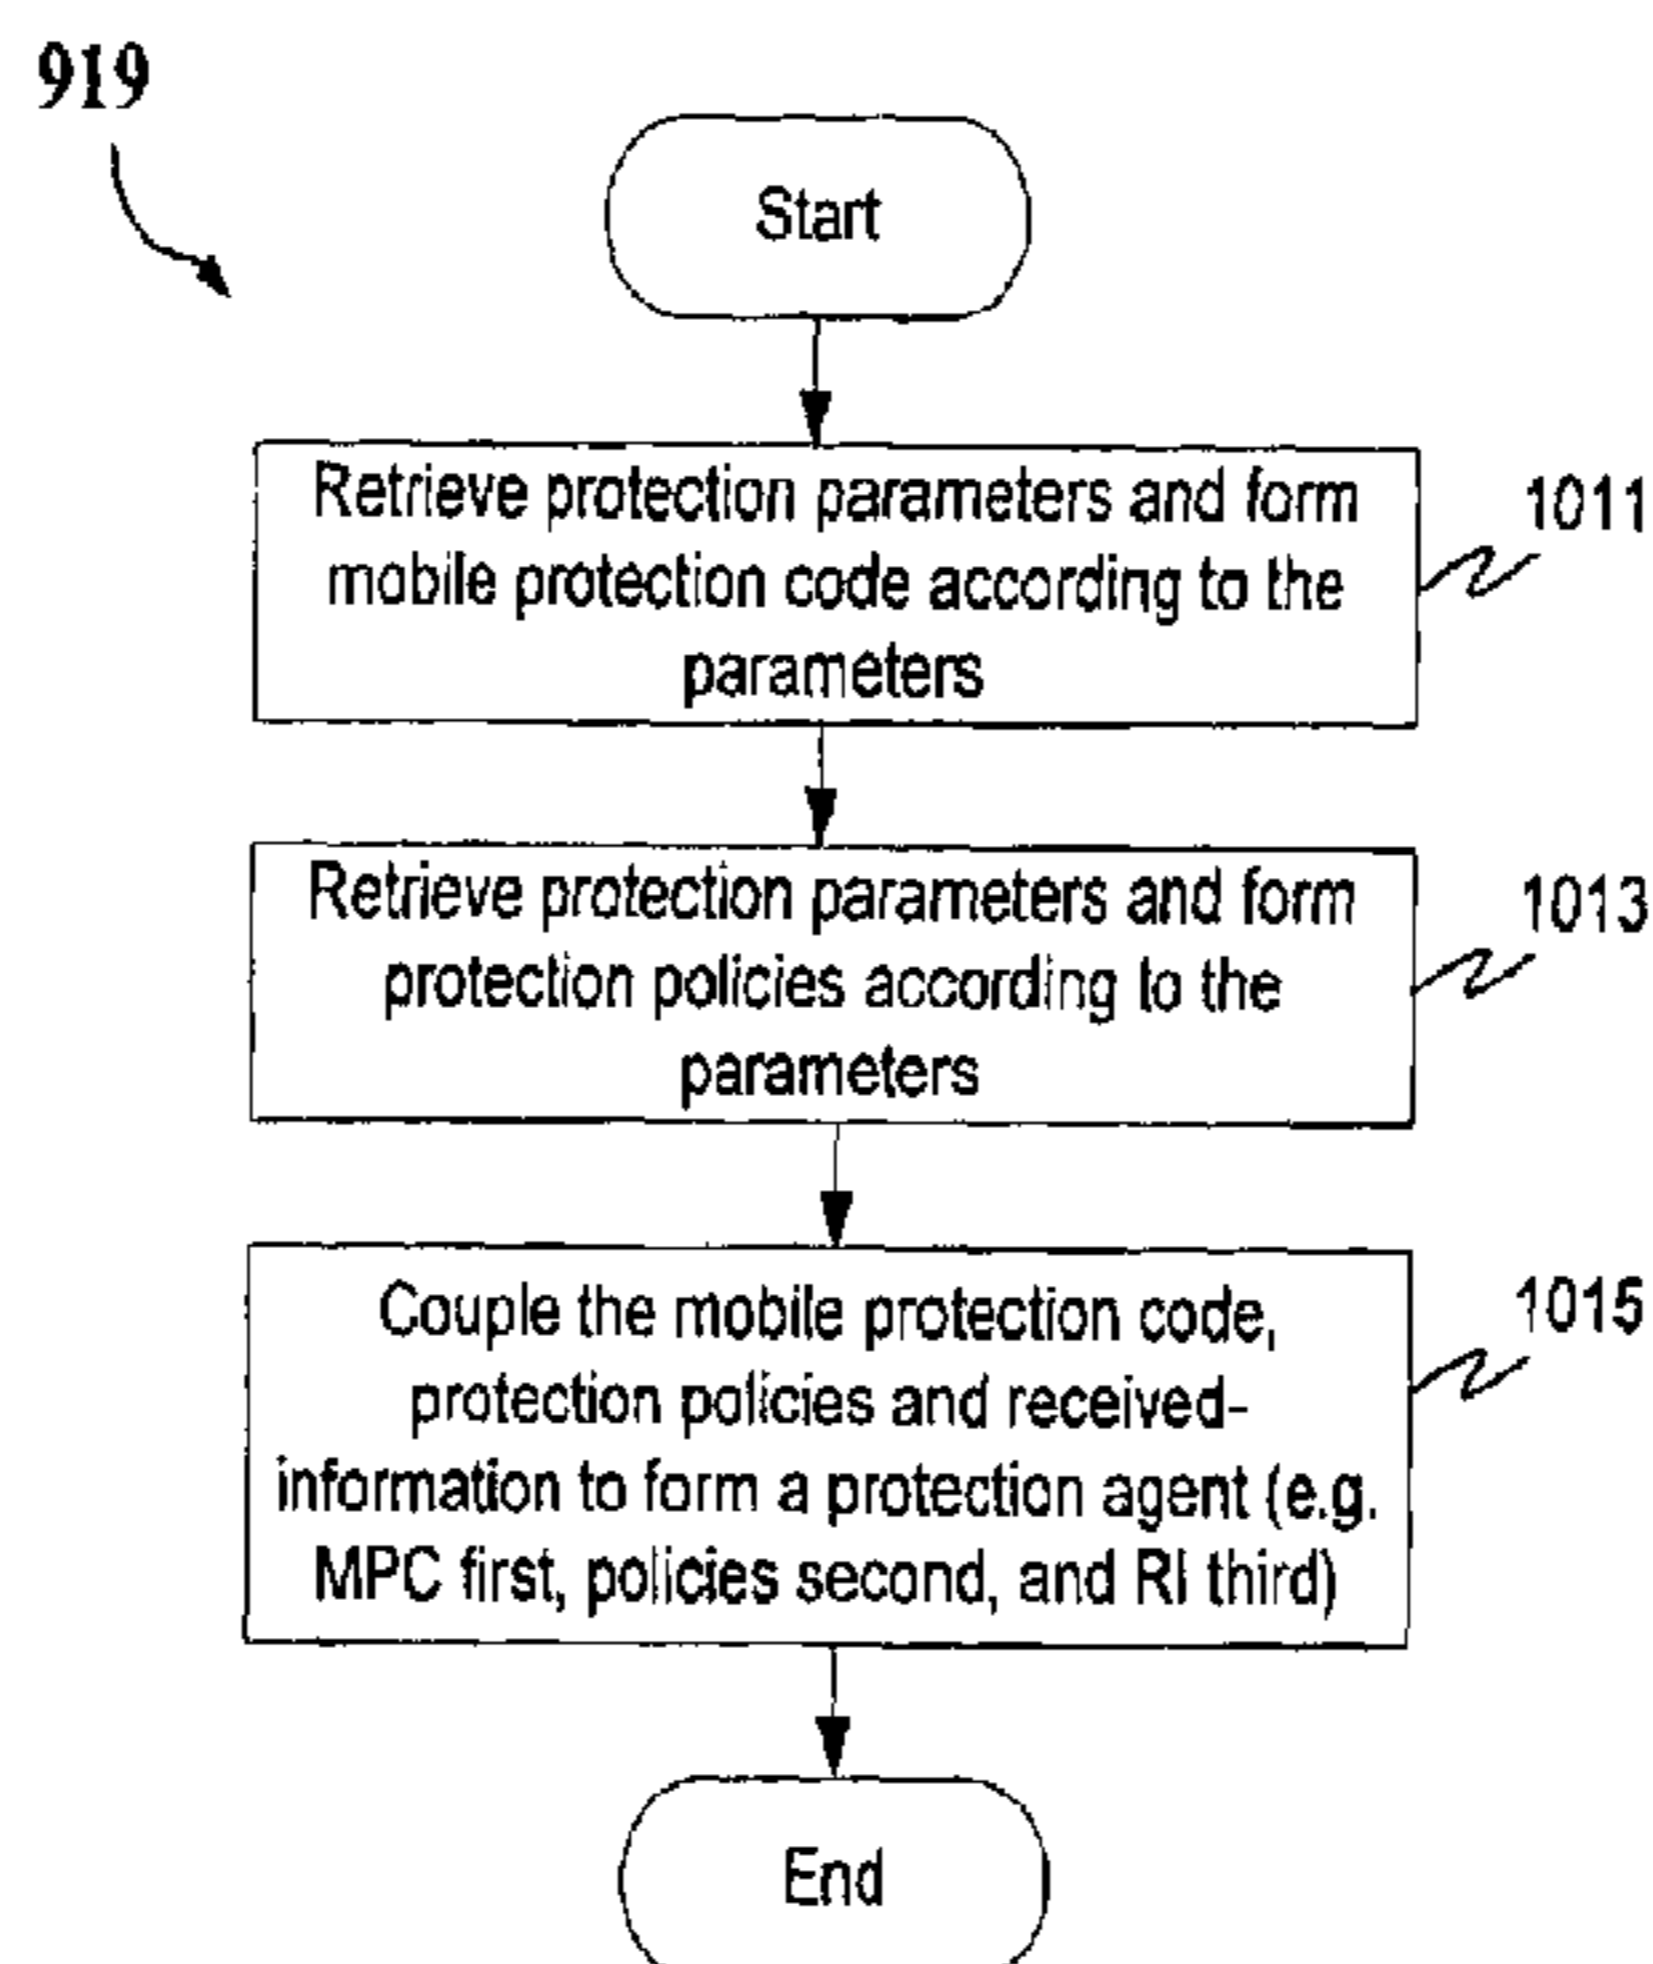 919
Start
Retrieve protection parameters and form
mobile protection code according to the
parameters
1011
Retrieve protection parameters and form
protection policies according to the
parameters
1013
Couple the mobile protection code,
protection policies and received-
information to form a protection agent (e.g.
MPC first, policies second, and RI third)
1015
End